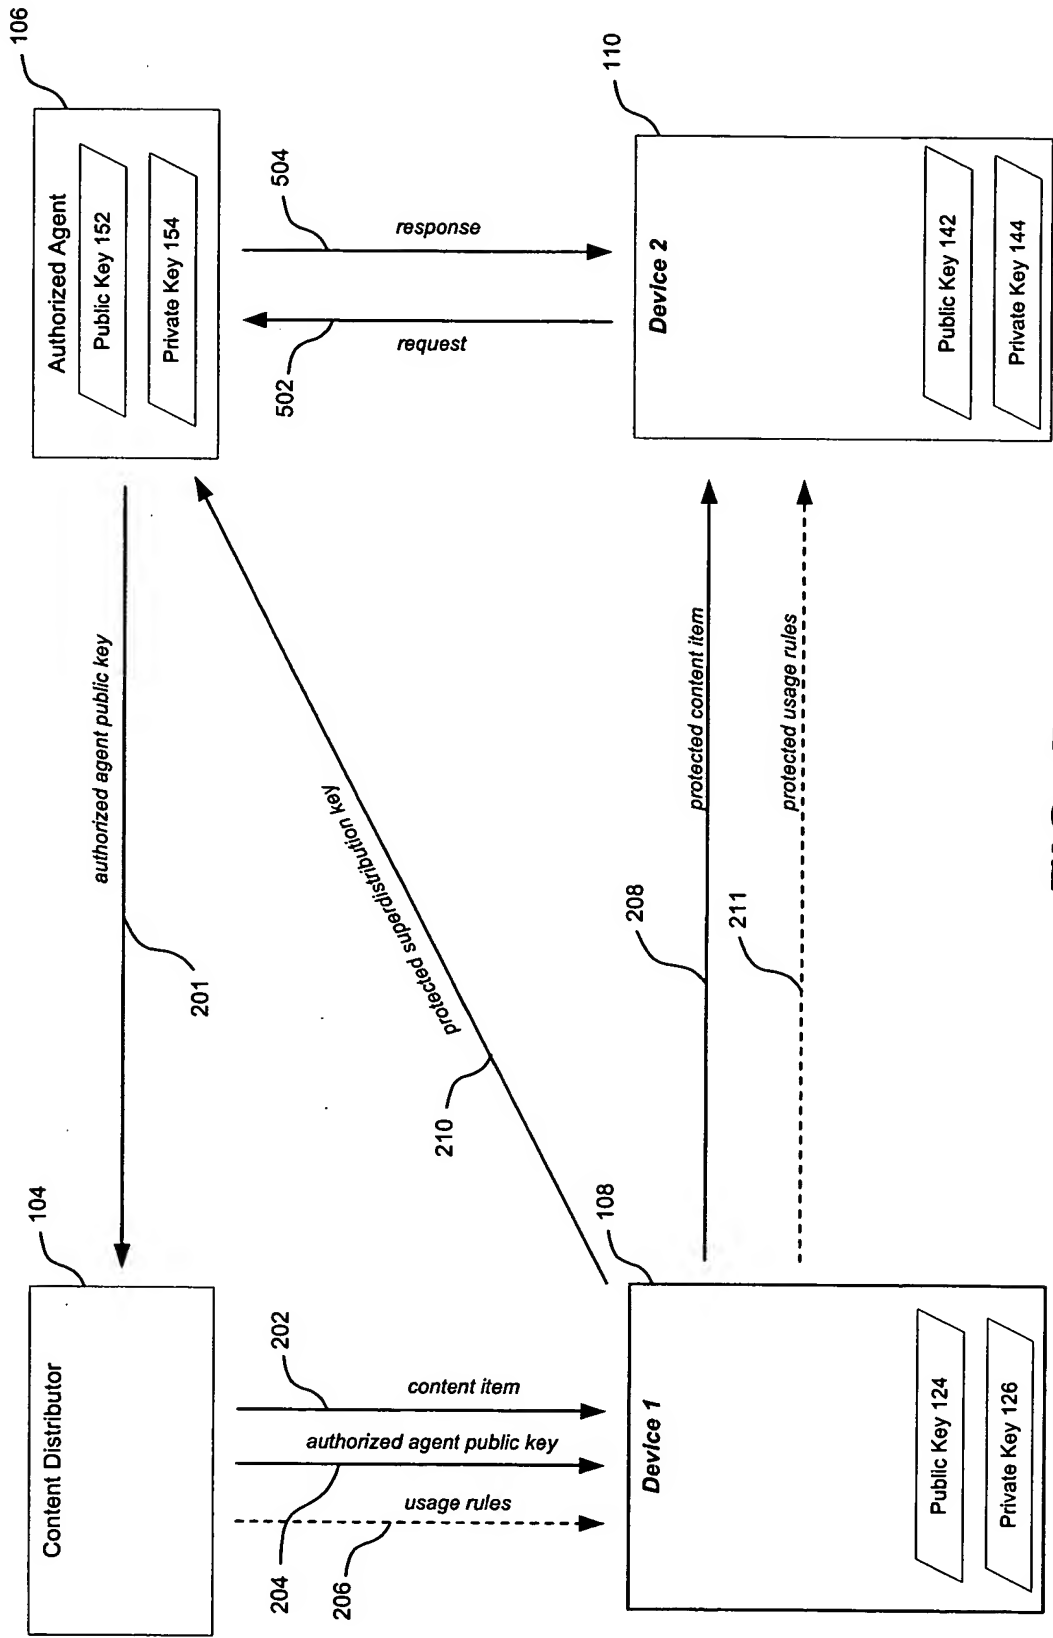 Content Distributor
104
authorized agent public key
201
Authorized Agent
Public Key 152
Private Key 154
106
202
content item
authorized agent public key
usage rules
204
206
210
protected superdistribution key
504
response
request
502
108
Device 1
Public Key 124
Private Key 126
208
protected content item
211
protected usage rules
110
Device 2
Public Key 142
Private Key 144